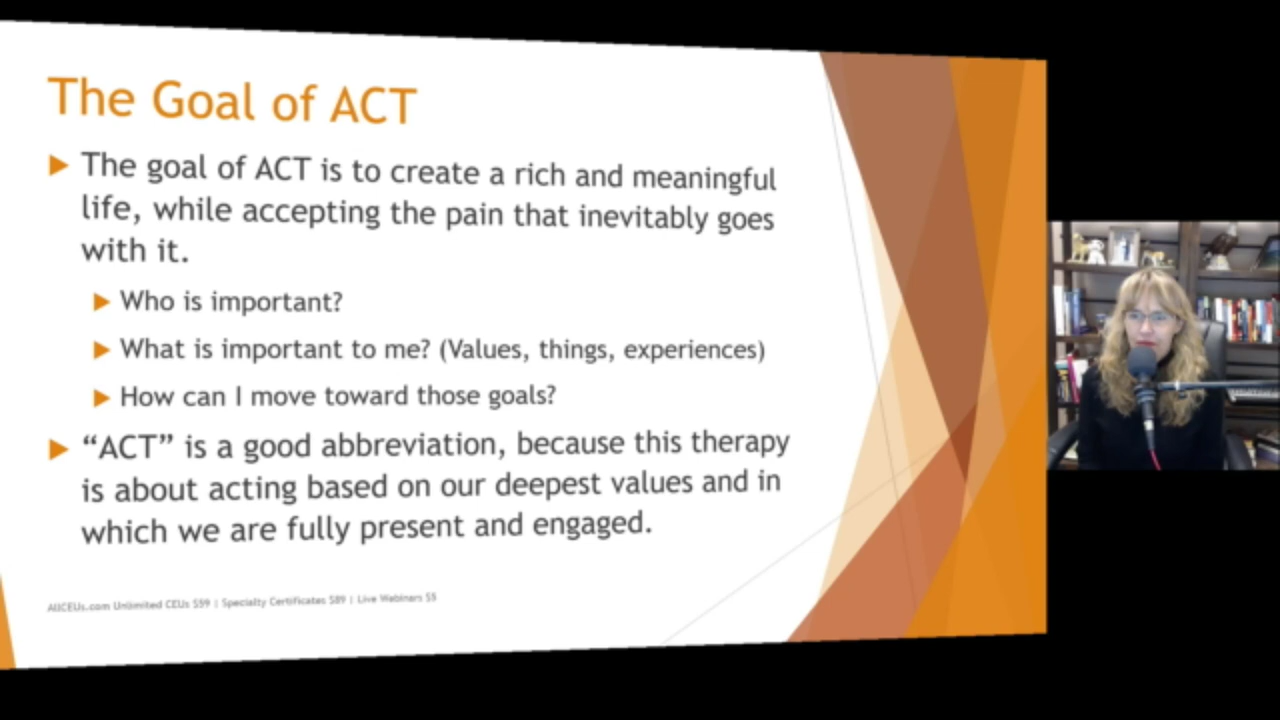 The Goal of ACT
The goal of ACT is to create a rich and meaningful
life, while accepting the pain that inevitably goes
with it.
Who is important?
What is important to me? (Values, things, experiences)
How can I move toward those goals?
“ACT” is a good abbreviation, because this therapy
is about acting based on our deepest values and in
which we are fully present and engaged.
AllCEUs.com Unlimited CEUs $59 | Specialty Certificates $89 | Live Webinars $5